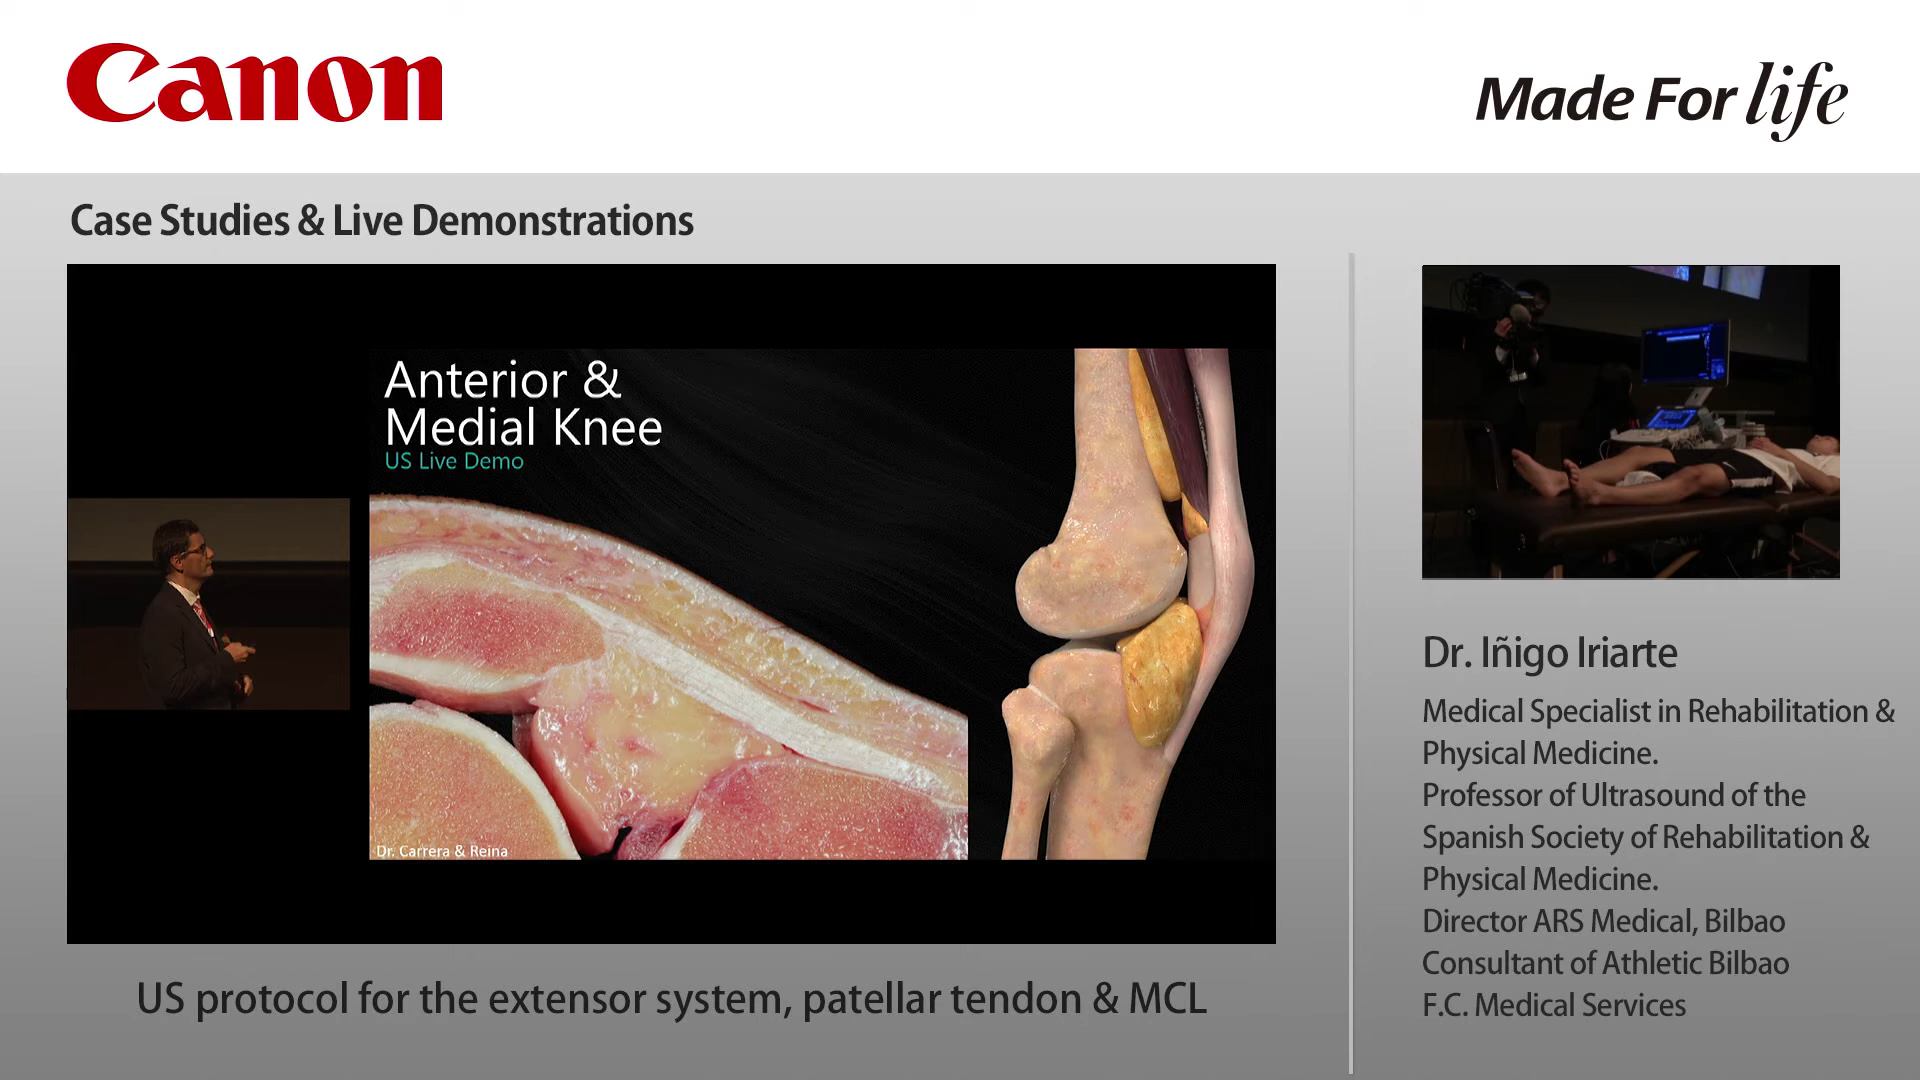 Canon
Made For life
Case Studies & Live Demonstrations
Anterior &
Medial Knee
US Live Demo
Dr. Carrera & Reina
US protocol for the extensor system, patellar tendon & MCL
Dr. Iñigo Iriarte
Medical Specialist in Rehabilitation &
Physical Medicine.
Professor of Ultrasound of the
Spanish Society of Rehabilitation &
Physical Medicine.
Director ARS Medical, Bilbao
Consultant of Athletic Bilbao
F.C. Medical Services